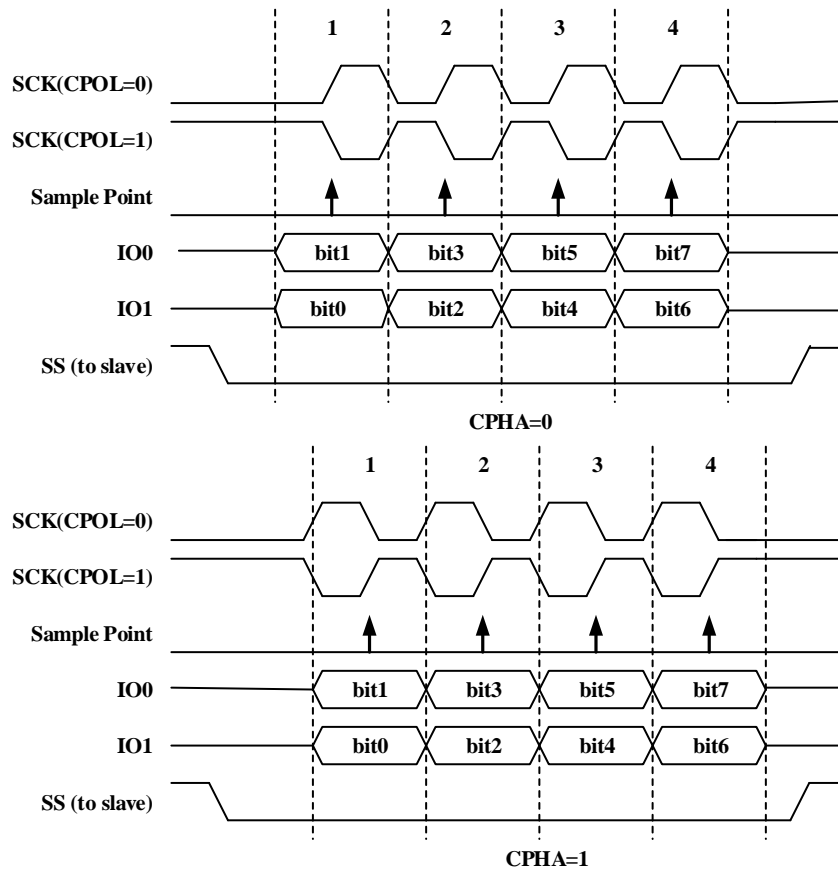 1 2 3 4
SCK(CPOL=0)
SCK(CPOL=1)
Sample Point
IO0 bit1 bit3 bit5 bit7
IO1 bit0 bit2 bit4 bit6
SS (to slave)
CPHA=0
1 2 3 4
SCK(CPOL=0)
SCK(CPOL=1)
Sample Point
IO0 bit1 bit3 bit5 bit7
IO1 bit0 bit2 bit4 bit6
SS (to slave)
CPHA=1